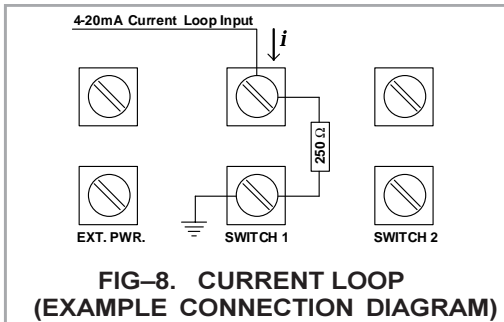 4-20mA Current Loop Input
i
250 Ω
EXT. PWR.
SWITCH 1
SWITCH 2
FIG–8. CURRENT LOOP
(EXAMPLE CONNECTION DIAGRAM)